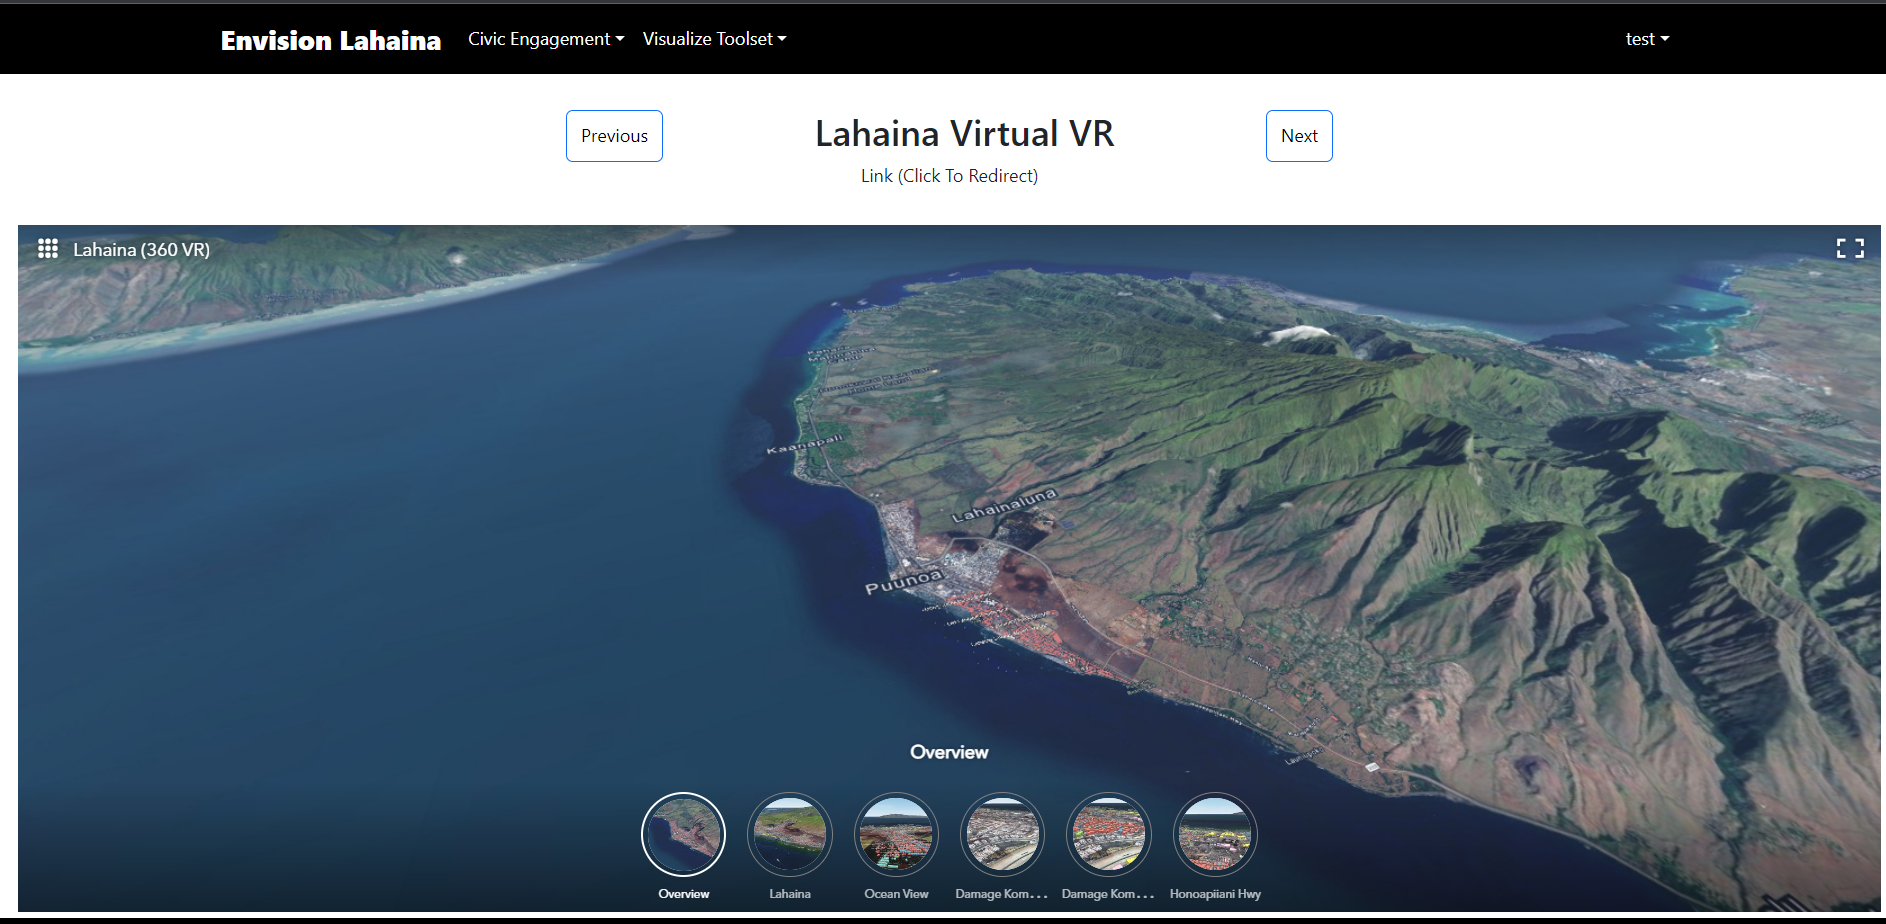 Envision Lahaina
Civic Engagement
Visualize Toolset
test
Previous
Lahaina Virtual VR
Next
Link (Click To Redirect)
Lahaina (360 VR)
Kaanapali
Lahainaluna
Puunoa
Overview
Overview
Lahaina
Ocean View
Damage Kom...
Damage Kom...
Honoapiiani Hwy